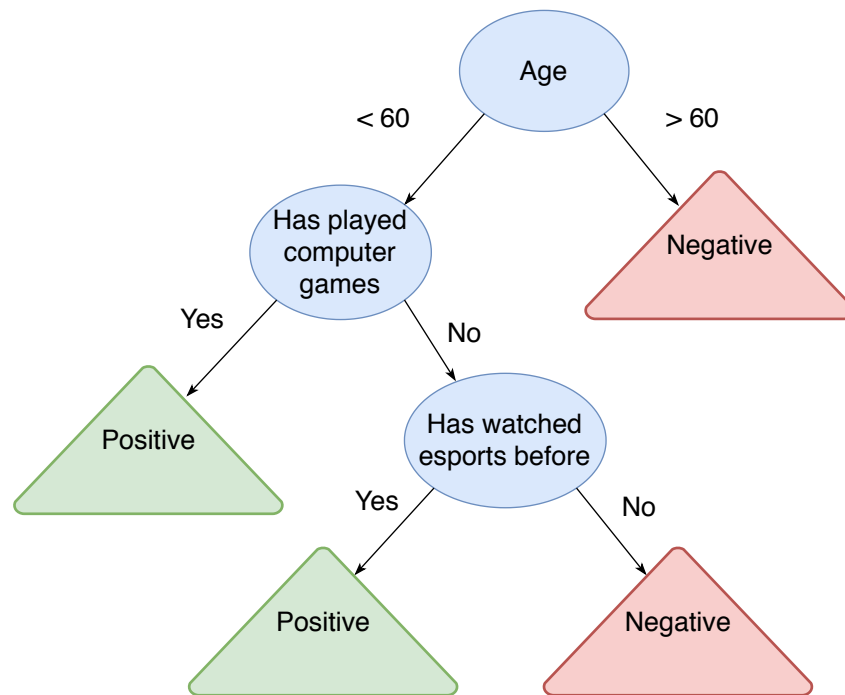 Age
< 60
> 60
Has played
computer
games
Negative
Yes
No
Positive
Has watched
esports before
Yes
No
Positive
Negative